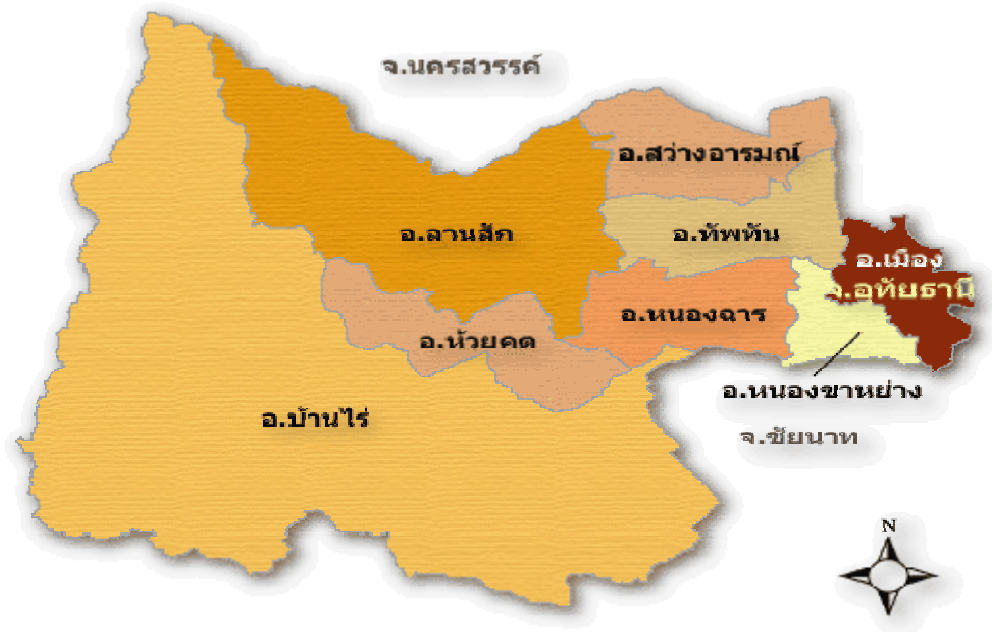 จ.นครสวรรค์
อ.สว่างอารมณ์
อ.ลานสัก
อ.ทัพทัน
อ.เมือง
จ.อุทัยธานี
อ.หนองฉาง
อ.ห้วยคต
อ.หนองขาหย่าง
อ.บ้านไร่
จ.ชัยนาท
N